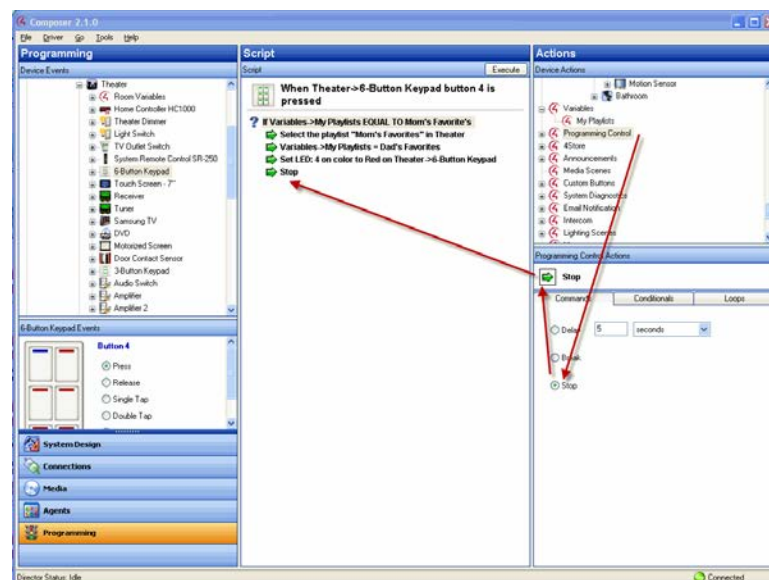 Composer 2.1.0
File Driver Go Tools Help
Programming
Device Events
Theater
Room Variables
Home Controller HC1000
Theater Dimmer
Light Switch
TV Outlet Switch
System Remote Control SR-250
6-Button Keypad
Touch Screen - 7"
Receiver
Tuner
Samsung TV
DVD
Motorized Screen
Door Contact Sensor
3-Button Keypad
Audio Switch
Amplifier
Amplifier 2
6-Button Keypad Events
Button 4
Press
Release
Single Tap
Double Tap
System Design
Connections
Media
Agents
Programming
Director Status: Idle
Script
Script
Execute
When Theater->6-Button Keypad button 4 is
pressed
If Variables->My Playlists EQUAL TO Mom's Favorite's
Select the playlist "Mom's Favorites" in Theater
Variables->My Playlists = Dad's Favorites
Set LED: 4 on color to Red on Theater->6-Button Keypad
Stop
Actions
Device Actions
Motion Sensor
Bathroom
Variables
My Playlists
Programming Control
4Store
Announcements
Media Scenes
Custom Buttons
System Diagnostics
Email Notification
Intercom
Lighting Scenes
Programming Control Actions
Stop
Commands Conditionals Loops
Delay 5 seconds
Break
Stop
Connected